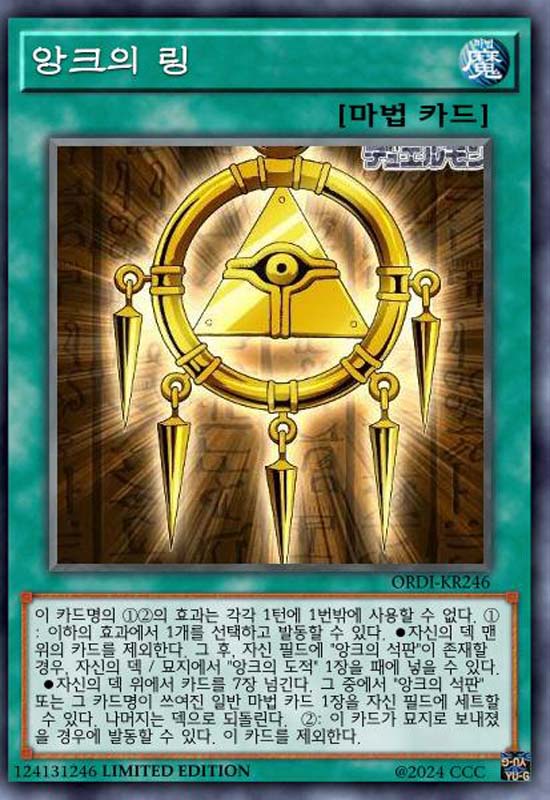 앙크의 링
마법
魔
[마법 카드]
デュエルモン
ORDI-KR246
이 카드명의 ①②의 효과는 각각 1턴에 1번밖에 사용할 수 없다. ①
: 이하의 효과에서 1개를 선택하고 발동할 수 있다. ●자신의 덱 맨
위의 카드를 제외한다. 그 후, 자신 필드에 "앙크의 석판"이 존재할
경우, 자신의 덱 / 묘지에서 "앙크의 도적" 1장을 패에 넣을 수 있다.
●자신의 덱 위에서 카드를 7장 넘긴다. 그 중에서 "앙크의 석판"
또는 그 카드명이 쓰여진 일반 마법 카드 1장을 자신 필드에 세트할
수 있다. 나머지는 덱으로 되돌린다. ②: 이 카드가 묘지로 보내졌
을 경우에 발동할 수 있다. 이 카드를 제외한다.
124131246 LIMITED EDITION
@2024 CCC
YU-G
YU-G